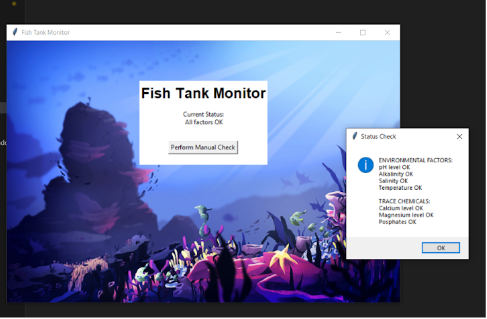 Fish Tank Monitor
Fish Tank Monitor
Current Status:
All factors OK
Perform Manual Check
Status Check
ENVIRONMENTAL FACTORS:
pH level OK
Alkalinity OK
Salinity OK
Temperature OK
TRACE CHEMICALS:
Calcium level OK
Magnesium level OK
Posphates OK
OK